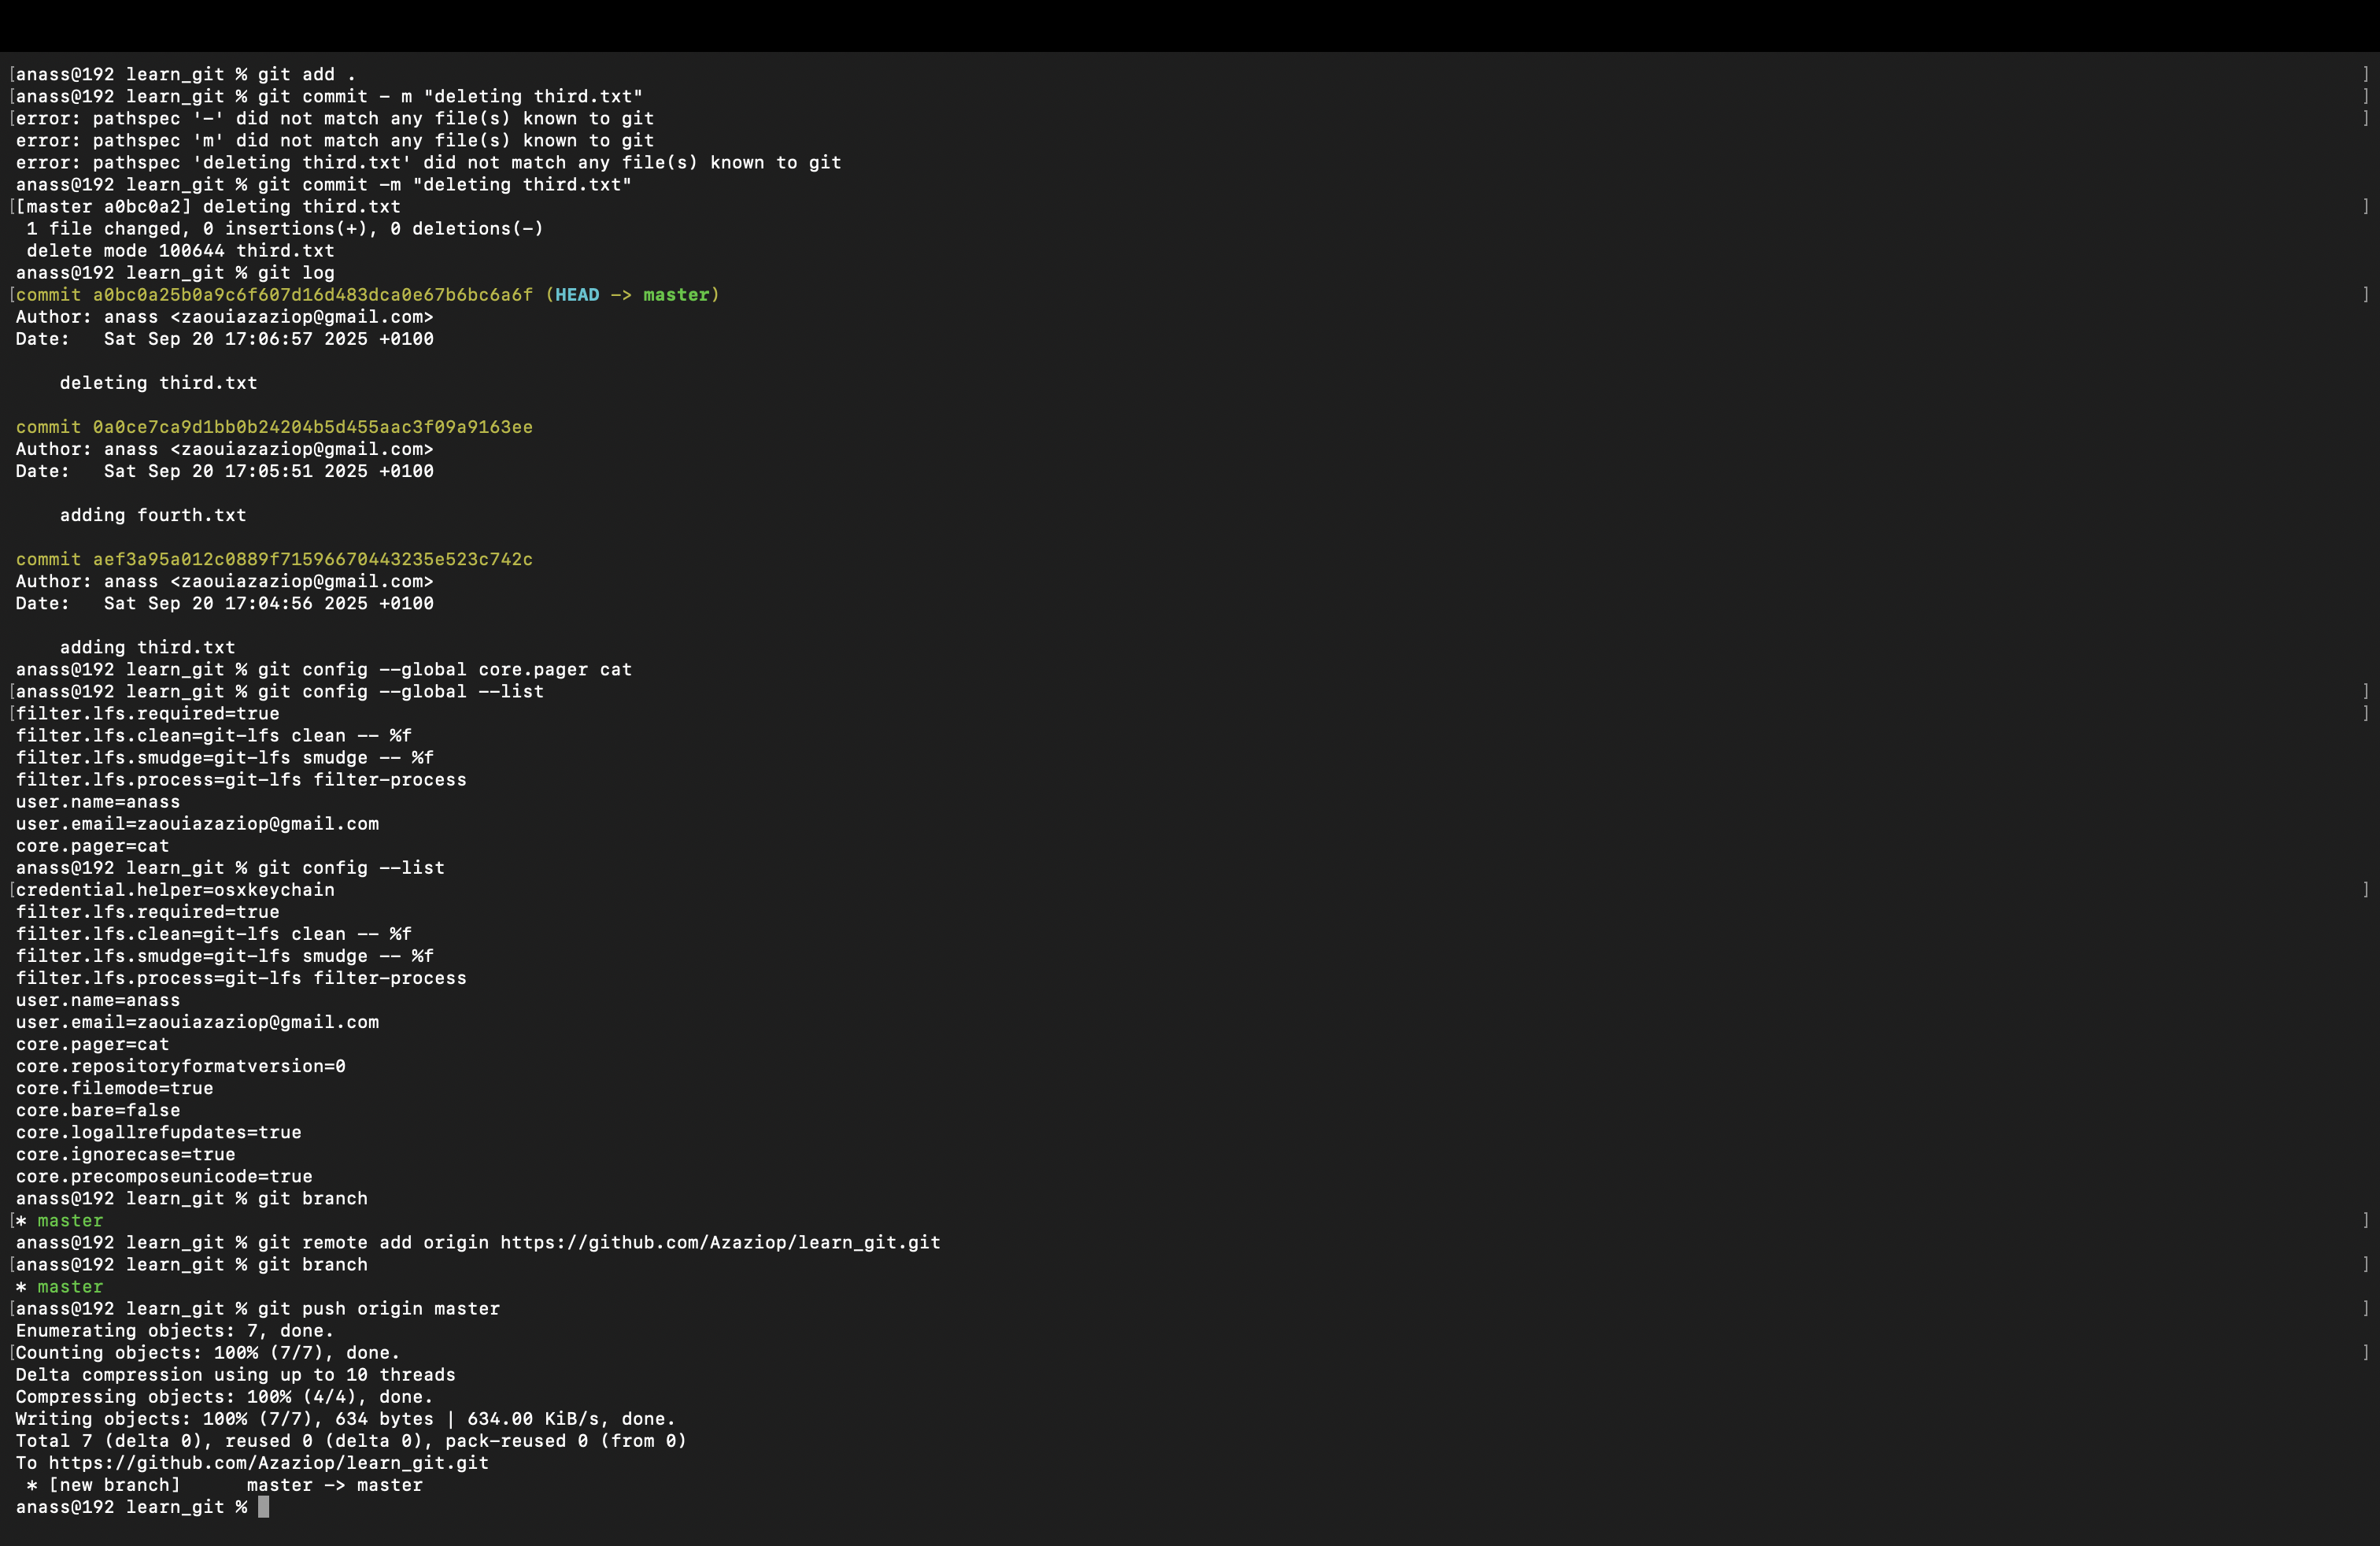 [anass@192 learn_git % git add . ]
[anass@192 learn_git % git commit - m "deleting third.txt" ]
[error: pathspec '-' did not match any file(s) known to git ]
error: pathspec 'm' did not match any file(s) known to git
error: pathspec 'deleting third.txt' did not match any file(s) known to git
anass@192 learn_git % git commit -m "deleting third.txt"
[[master a0bc0a2] deleting third.txt ]
 1 file changed, 0 insertions(+), 0 deletions(-)
 delete mode 100644 third.txt
anass@192 learn_git % git log
[commit a0bc0a25b0a9c6f607d16d483dca0e67b6bc6a6f (HEAD -> master) ]
Author: anass <zaouiazaziop@gmail.com>
Date:   Sat Sep 20 17:06:57 2025 +0100

    deleting third.txt

commit 0a0ce7ca9d1bb0b24204b5d455aac3f09a9163ee
Author: anass <zaouiazaziop@gmail.com>
Date:   Sat Sep 20 17:05:51 2025 +0100

    adding fourth.txt

commit aef3a95a012c0889f71596670443235e523c742c
Author: anass <zaouiazaziop@gmail.com>
Date:   Sat Sep 20 17:04:56 2025 +0100

    adding third.txt
anass@192 learn_git % git config --global core.pager cat
[anass@192 learn_git % git config --global --list ]
[filter.lfs.required=true ]
filter.lfs.clean=git-lfs clean -- %f
filter.lfs.smudge=git-lfs smudge -- %f
filter.lfs.process=git-lfs filter-process
user.name=anass
user.email=zaouiazaziop@gmail.com
core.pager=cat
anass@192 learn_git % git config --list
[credential.helper=osxkeychain ]
filter.lfs.required=true
filter.lfs.clean=git-lfs clean -- %f
filter.lfs.smudge=git-lfs smudge -- %f
filter.lfs.process=git-lfs filter-process
user.name=anass
user.email=zaouiazaziop@gmail.com
core.pager=cat
core.repositoryformatversion=0
core.filemode=true
core.bare=false
core.logallrefupdates=true
core.ignorecase=true
core.precomposeunicode=true
anass@192 learn_git % git branch
[* master ]
anass@192 learn_git % git remote add origin https://github.com/Azaziop/learn_git.git
[anass@192 learn_git % git branch ]
* master
[anass@192 learn_git % git push origin master ]
Enumerating objects: 7, done.
[Counting objects: 100% (7/7), done. ]
Delta compression using up to 10 threads
Compressing objects: 100% (4/4), done.
Writing objects: 100% (7/7), 634 bytes | 634.00 KiB/s, done.
Total 7 (delta 0), reused 0 (delta 0), pack-reused 0 (from 0)
To https://github.com/Azaziop/learn_git.git
 * [new branch]      master -> master
anass@192 learn_git %